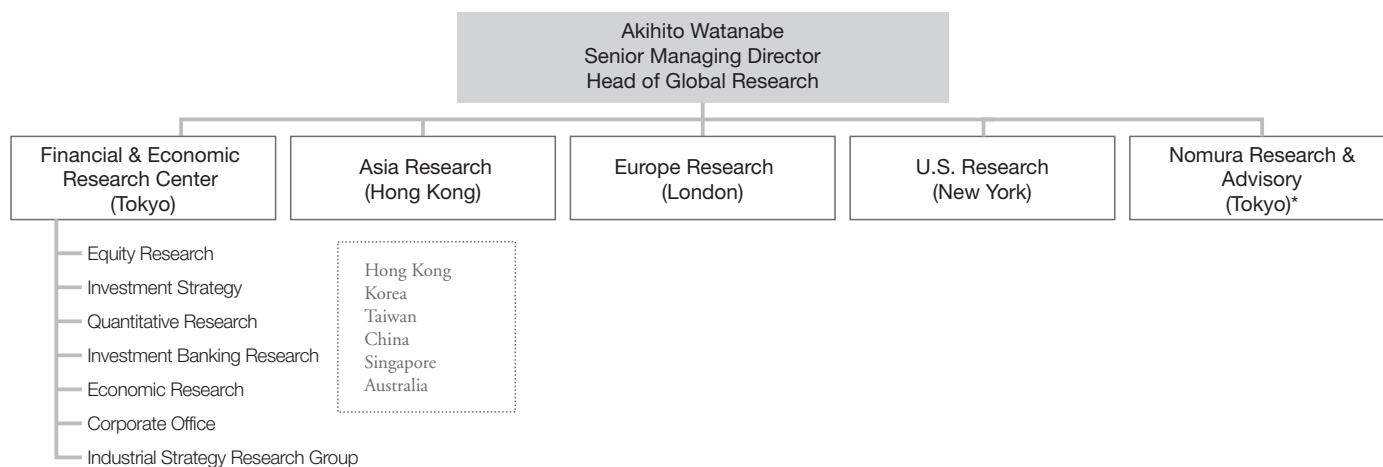 Akihito Watanabe
Senior Managing Director
Head of Global Research
Financial & Economic
Research Center
(Tokyo)
Asia Research
(Hong Kong)
Europe Research
(London)
U.S. Research
(New York)
Nomura Research &
Advisory
(Tokyo)*
Equity Research
Investment Strategy
Quantitative Research
Investment Banking Research
Economic Research
Corporate Office
Industrial Strategy Research Group
Hong Kong
Korea
Taiwan
China
Singapore
Australia